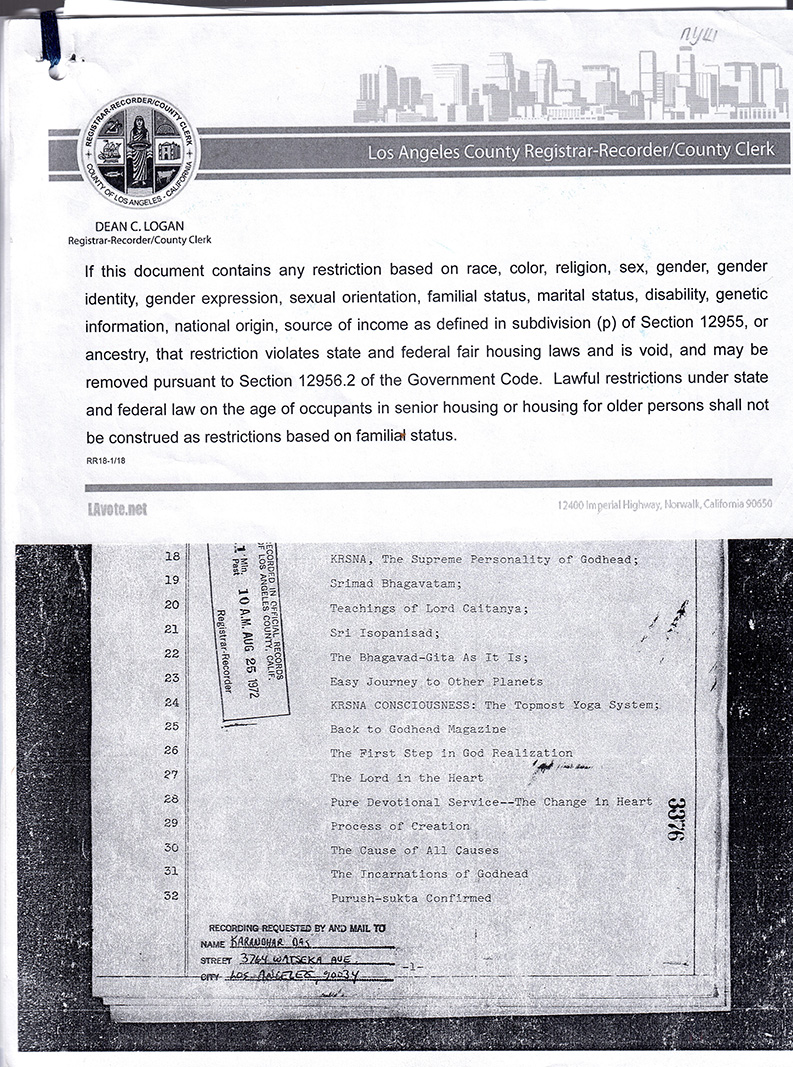 Los Angeles County Registrar-Recorder/County Clerk
REGISTRAR-RECORDER/COUNTY CLERK
COUNTY OF LOS ANGELES - CALIFORNIA
DEAN C. LOGAN
Registrar-Recorder/County Clerk
If this document contains any restriction based on race, color, religion, sex, gender, gender
identity, gender expression, sexual orientation, familial status, marital status, disability, genetic
information, national origin, source of income as defined in subdivision (p) of Section 12955, or
ancestry, that restriction violates state and federal fair housing laws and is void, and may be
removed pursuant to Section 12956.2 of the Government Code. Lawful restrictions under state
and federal law on the age of occupants in senior housing or housing for older persons shall not
be construed as restrictions based on familial status.
RR18-1/18
LAvote.net
12400 Imperial Highway, Norwalk, California 90650
RECORDED IN OFFICIAL RECORDS
OF LOS ANGELES COUNTY, CALIF.
1 Min. Past 10 A.M. AUG 25 1972
Registrar-Recorder
18 KRSNA, The Supreme Personality of Godhead;
19 Srimad Bhagavatam;
20 Teachings of Lord Caitanya;
21 Sri Isopanisad;
22 The Bhagavad-Gita As It Is;
23 Easy Journey to Other Planets
24 KRSNA CONSCIOUSNESS: The Topmost Yoga System;
25 Back to Godhead Magazine
26 The First Step in God Realization
27 The Lord in the Heart
28 Pure Devotional Service--The Change in Heart
29 Process of Creation
30 The Cause of All Causes
31 The Incarnations of Godhead
32 Purush-sukta Confirmed
3376
RECORDING REQUESTED BY AND MAIL TO
NAME KARANDHAR DAS
STREET 3764 WATSEKA AVE.
CITY LOS ANGELES, 90034
-1-